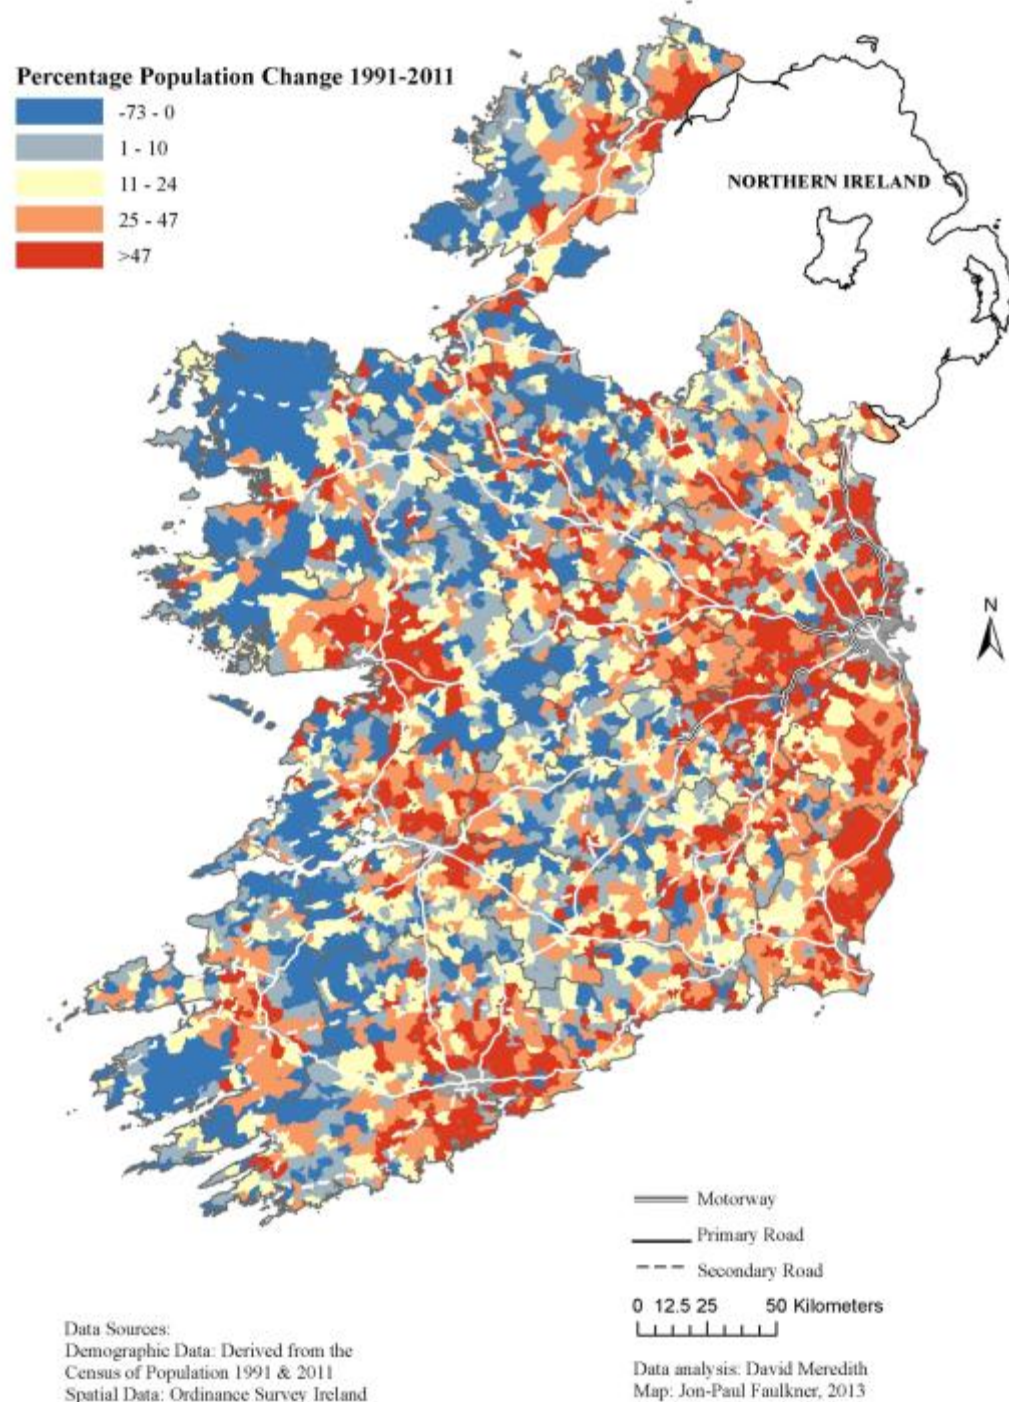 Percentage Population Change 1991-2011
-73 - 0
1 - 10
11 - 24
25 - 47
>47
NORTHERN IRELAND
N
Motorway
Primary Road
Secondary Road
0 12.5 25 50 Kilometers
Data Sources:
Demographic Data: Derived from the
Census of Population 1991 & 2011
Spatial Data: Ordinance Survey Ireland
Data analysis: David Meredith
Map: Jon-Paul Faulkner, 2013